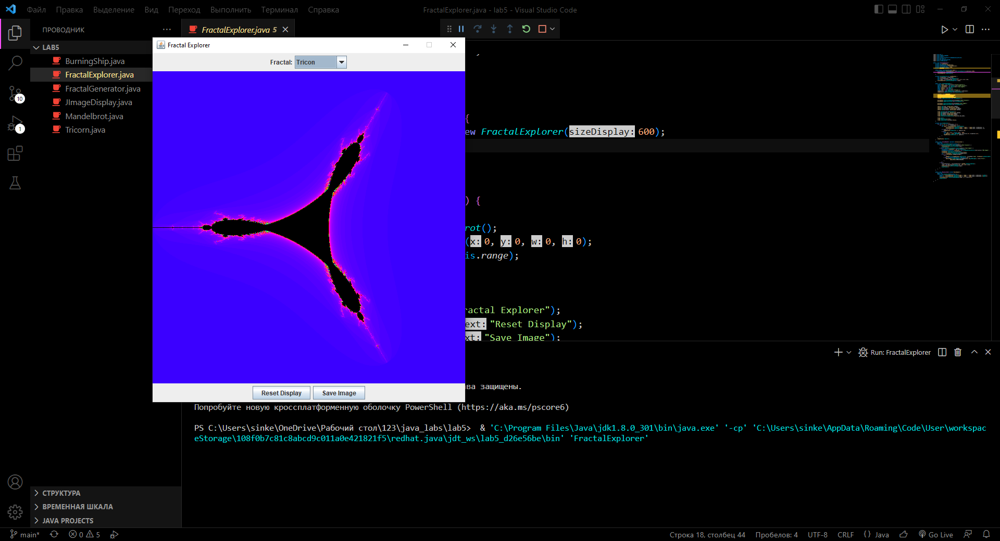 Файл Правка Выделение Вид Переход Выполнить Терминал Справка
FractalExplorer.java - lab5 - Visual Studio Code
ПРОВОДНИК
FractalExplorer.java 5
LAB5
BurningShip.java
FractalExplorer.java
FractalGenerator.java
JImageDisplay.java
Mandelbrot.java
Tricorn.java
10
1
Fractal Explorer
Fractal: Tricon
Reset Display Save Image
{
ew FractalExplorer(sizeDisplay: 600);
) {
rot();
(x: 0, y: 0, w: 0, h: 0);
is.range);
ractal Explorer");
ext: "Reset Display");
xt: "Save Image");
Run: FractalExplorer
ва защищены.
Попробуйте новую кроссплатформенную оболочку PowerShell (https://aka.ms/pscore6)
PS C:\Users\sinke\OneDrive\Рабочий стол\123\java_labs\lab5>  & 'C:\Program Files\Java\jdk1.8.0_301\bin\java.exe' '-cp' 'C:\Users\sinke\AppData\Roaming\Code\User\workspac
eStorage\108f0b7c81c8abcd9c011a0e421821f5\redhat.java\jdt_ws\lab5_d26e56be\bin' 'FractalExplorer'
СТРУКТУРА
ВРЕМЕННАЯ ШКАЛА
JAVA PROJECTS
main* 0 5 Строка 18, столбец 44 Пробелов: 4 UTF-8 CRLF {} Java Go Live